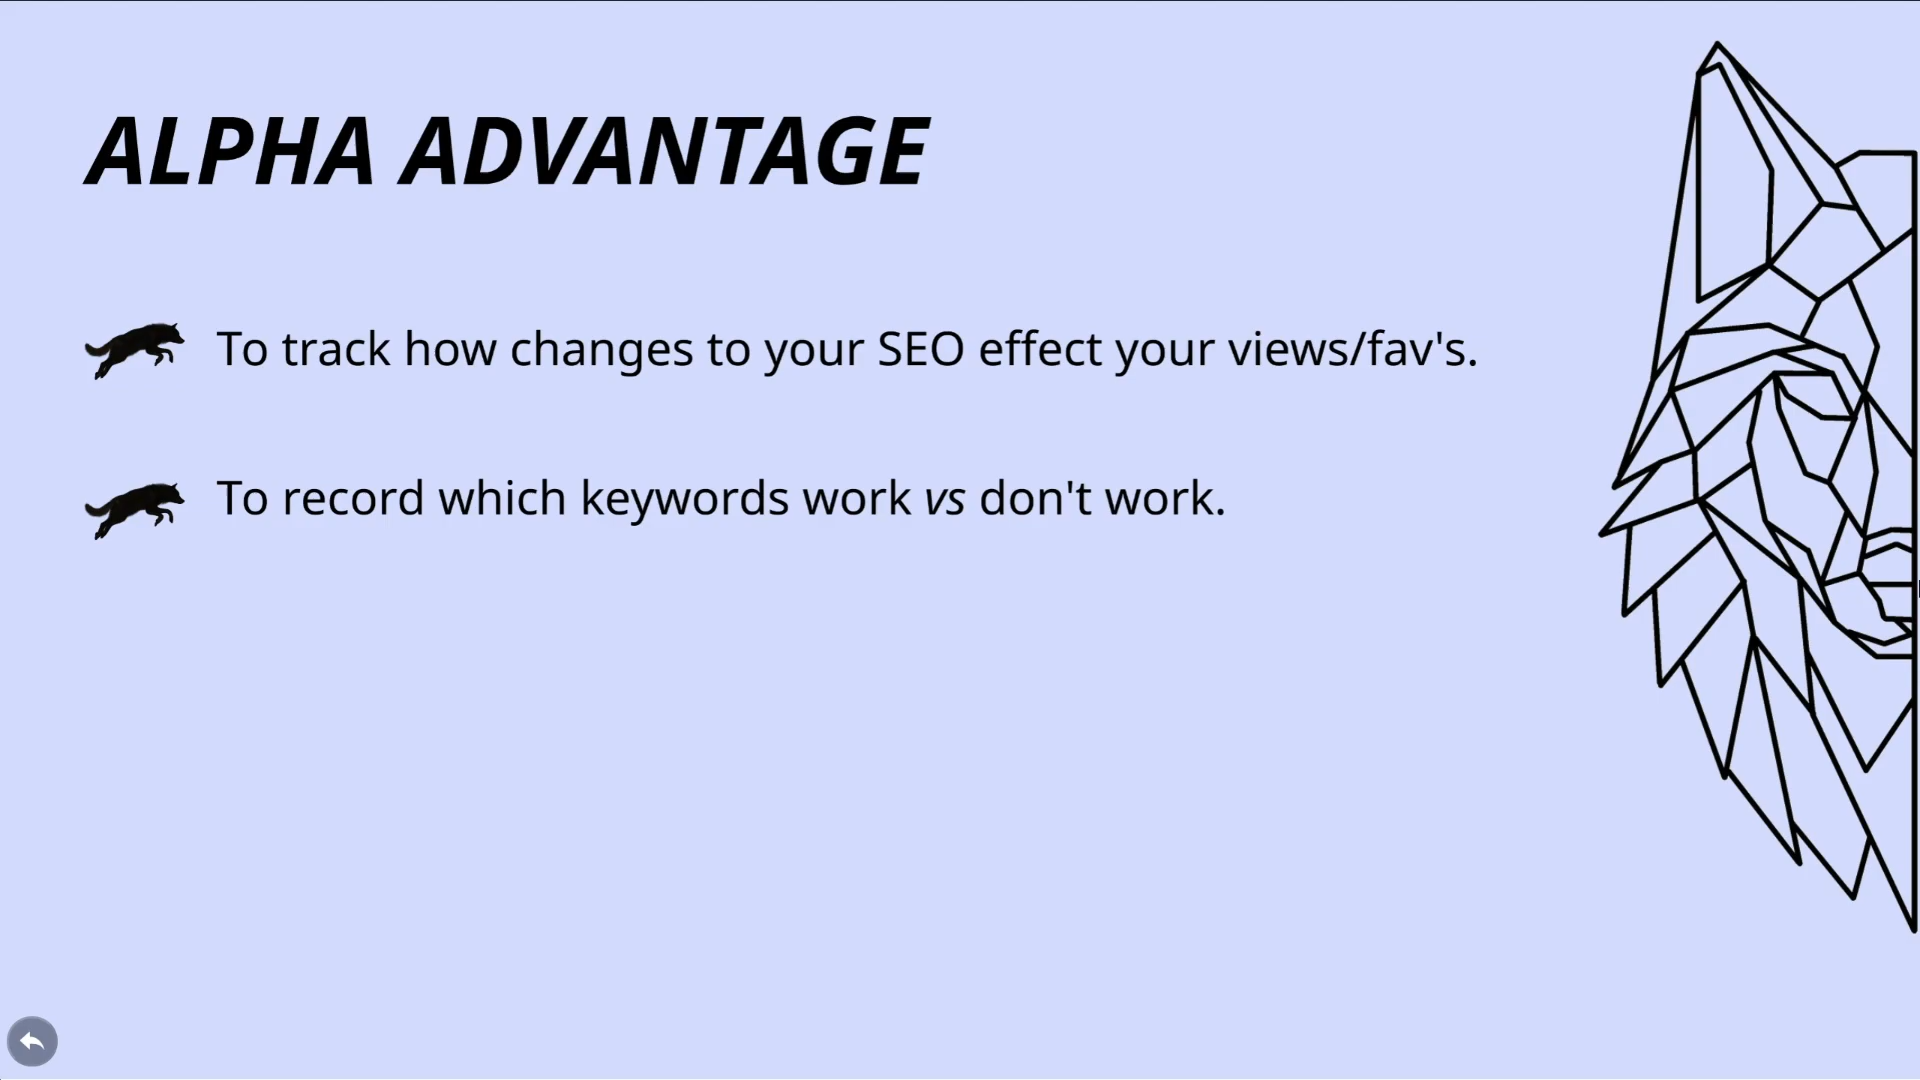 ALPHA ADVANTAGE
To track how changes to your SEO effect your views/fav's.
To record which keywords work vs don't work.